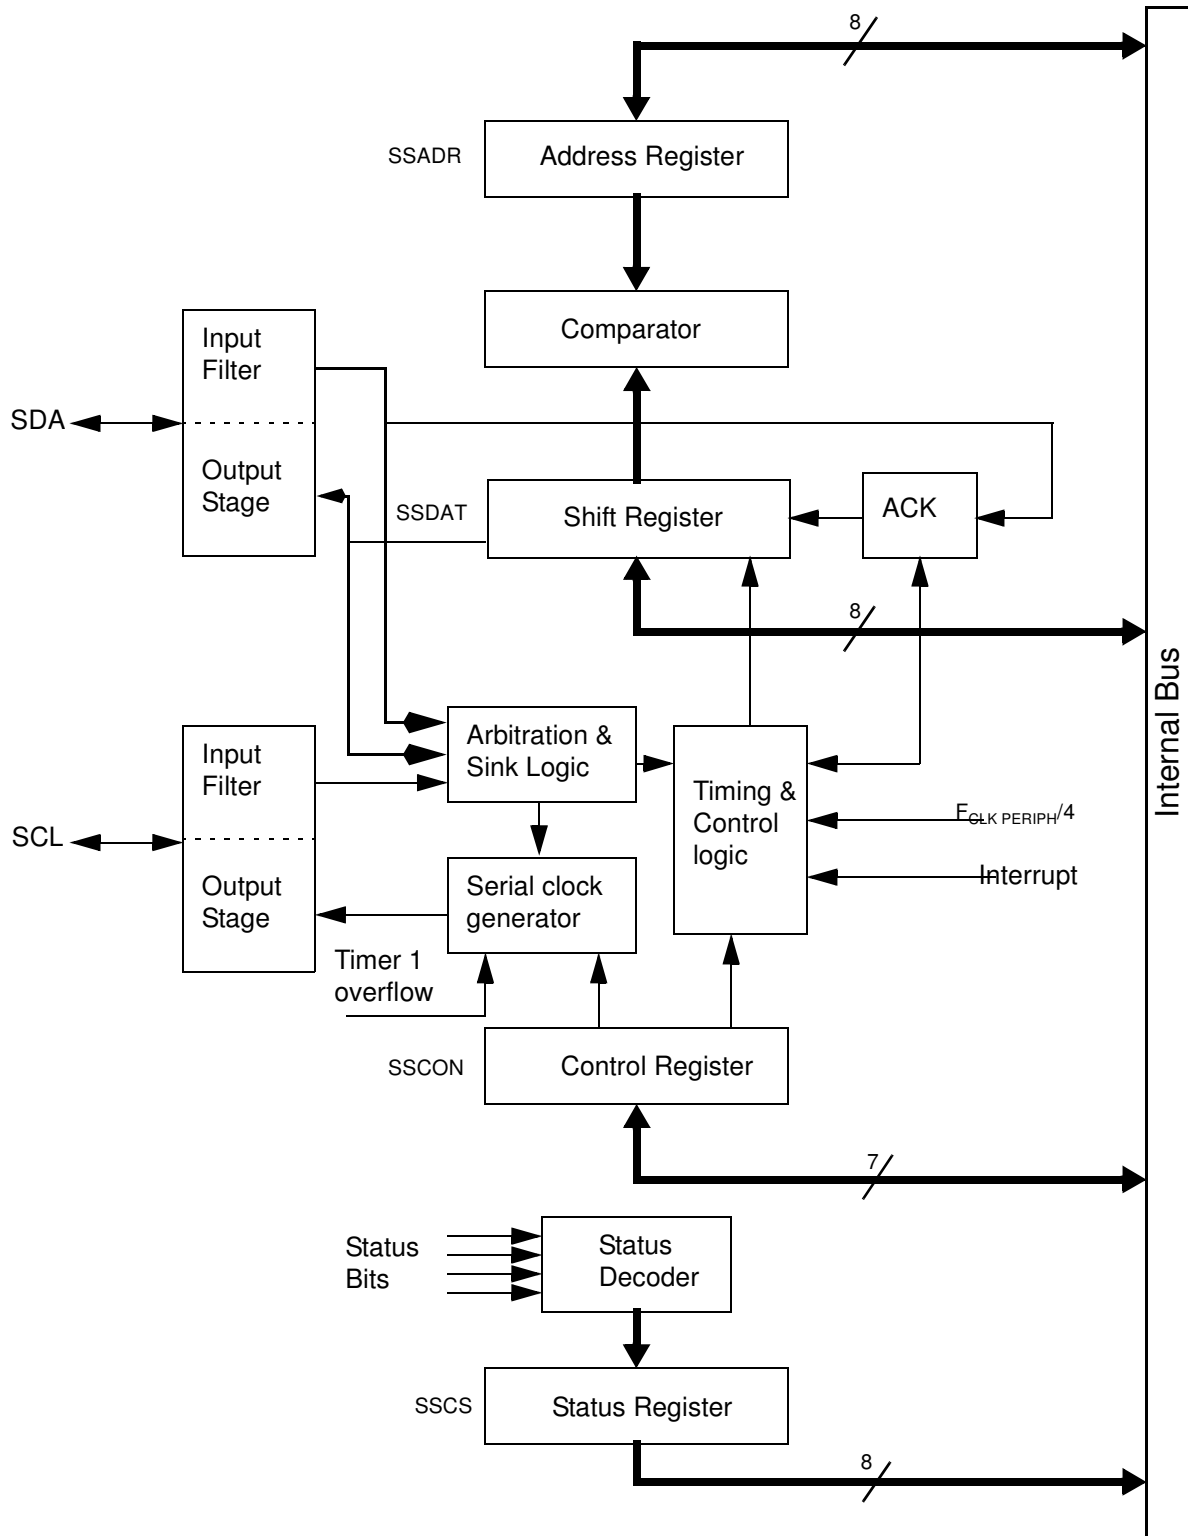 8
SSADR
Address Register
Comparator
Input
Filter
SDA
Output
Stage
SSDAT
Shift Register
ACK
8
Internal Bus
Arbitration &
Sink Logic
Input
Filter
Timing &
Control
logic
FCLK PERIPH/4
SCL
Interrupt
Output
Stage
Serial clock
generator
Timer 1
overflow
SSCON
Control Register
7
Status
Bits
Status
Decoder
SSCS
Status Register
8